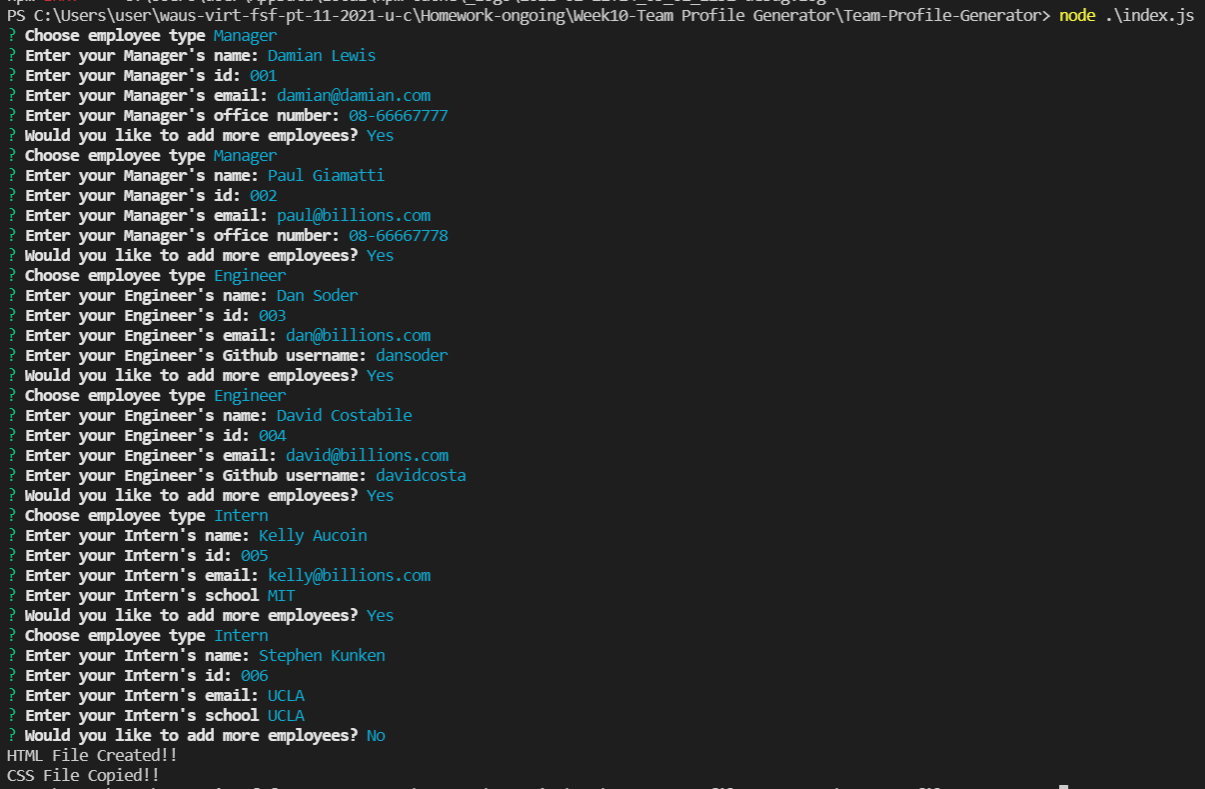 PS C:\Users\user\waus-virt-fsf-pt-11-2021-u-c\Homework-ongoing\Week10-Team Profile Generator\Team-Profile-Generator> node .\index.js
? Choose employee type Manager
? Enter your Manager's name: Damian Lewis
? Enter your Manager's id: 001
? Enter your Manager's email: damian@damian.com
? Enter your Manager's office number: 08-66667777
? Would you like to add more employees? Yes
? Choose employee type Manager
? Enter your Manager's name: Paul Giamatti
? Enter your Manager's id: 002
? Enter your Manager's email: paul@billions.com
? Enter your Manager's office number: 08-66667778
? Would you like to add more employees? Yes
? Choose employee type Engineer
? Enter your Engineer's name: Dan Soder
? Enter your Engineer's id: 003
? Enter your Engineer's email: dan@billions.com
? Enter your Engineer's Github username: dansoder
? Would you like to add more employees? Yes
? Choose employee type Engineer
? Enter your Engineer's name: David Costabile
? Enter your Engineer's id: 004
? Enter your Engineer's email: david@billions.com
? Enter your Engineer's Github username: davidcosta
? Would you like to add more employees? Yes
? Choose employee type Intern
? Enter your Intern's name: Kelly Aucoin
? Enter your Intern's id: 005
? Enter your Intern's email: kelly@billions.com
? Enter your Intern's school MIT
? Would you like to add more employees? Yes
? Choose employee type Intern
? Enter your Intern's name: Stephen Kunken
? Enter your Intern's id: 006
? Enter your Intern's email: UCLA
? Enter your Intern's school UCLA
? Would you like to add more employees? No
HTML File Created!!
CSS File Copied!!